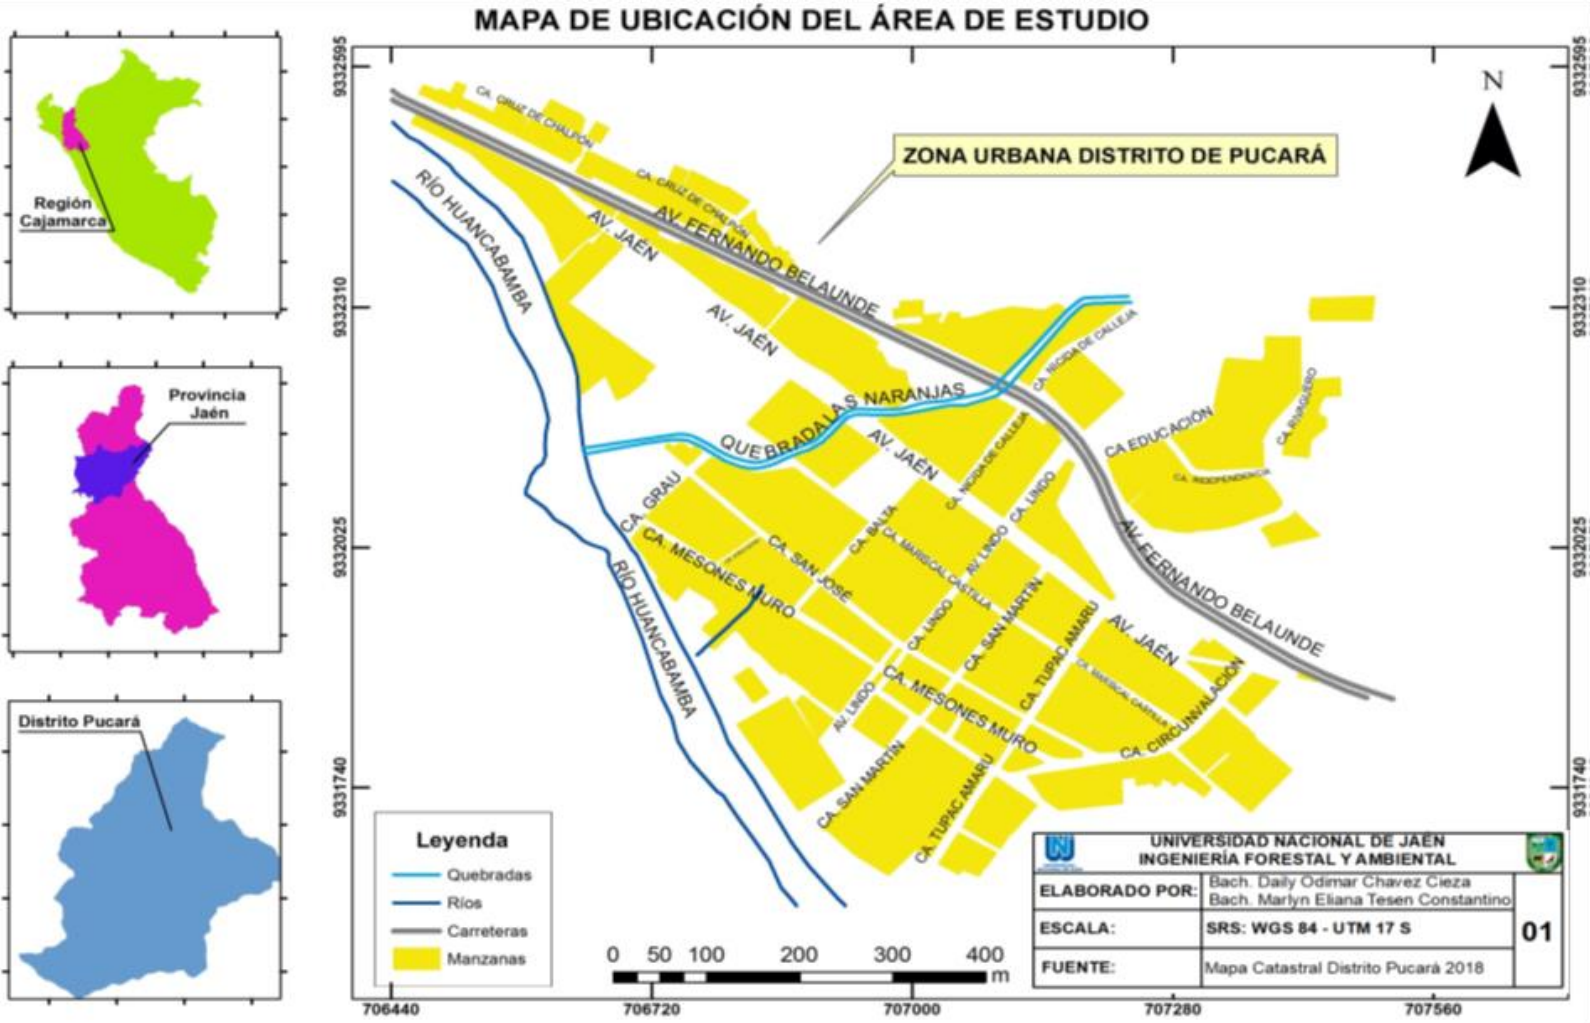 MAPA DE UBICACIÓN DEL ÁREA DE ESTUDIO
Región
Cajamarca
Provincia
Jaén
Distrito Pucará
9332595
9332310
9332025
9331740
9332595
9332310
9332025
9331740
706440
706720
707000
707280
707560
N
ZONA URBANA DISTRITO DE PUCARÁ
CA. CRUZ DE CHALPÓN
CA. CRUZ DE CHALPÓN
AV. FERNANDO BELAUNDE
RÍO HUANCABAMBA
AV. JAÉN
AV. JAÉN
CA. NICIDA DE CALLEJA
QUEBRADA LAS NARANJAS
CA. RIVAGUERO
CA EDUCACIÓN
CA. INDEPENDENCIA
AV. JAÉN
CA. NICIDA DE CALLEJA
CA. LINDO
CA. GRAU
CA. BALTA
CA. MESONES MURO
CA. SAN JOSE
CA. MARISCAL CASTILLA
AV. LINDO
AV. FERNANDO BELAUNDE
RÍO HUANCABAMBA
CA. LINDO
CA. SAN MARTIN
CA. TUPAC AMARU
AV. JAÉN
CA. MARISCAL CASTILLA
CA. CIRCUNVALACIÓN
AV. LINDO
CA. MESONES MURO
CA. SAN MARTIN
CA. TUPAC AMARU
Leyenda
Quebradas
Ríos
Carreteras
Manzanas
0 50 100 200 300 400
m
UNIVERSIDAD NACIONAL DE JAÉN
INGENIERÍA FORESTAL Y AMBIENTAL
ELABORADO POR: Bach. Daily Odimar Chavez Cieza
Bach. Marlyn Eliana Tesen Constantino
ESCALA: SRS: WGS 84 - UTM 17 S
01
FUENTE: Mapa Catastral Distrito Pucará 2018